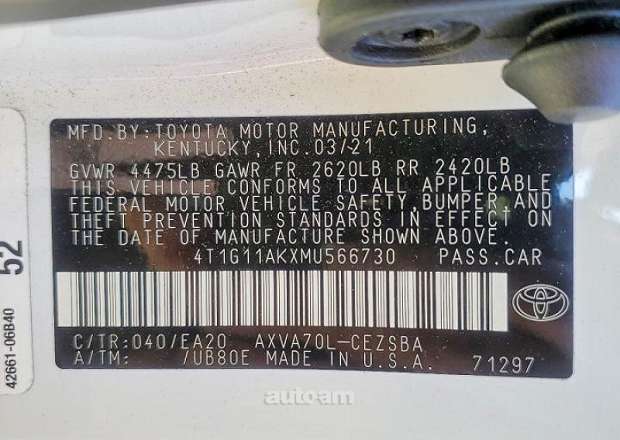 MFD.BY:TOYOTA MOTOR MANUFACTURING,
KENTUCKY,INC.03/21
GVWR 4475LB GAWR FR 2620LB RR 2420LB
THIS VEHICLE CONFORMS TO ALL APPLICABLE
FEDERAL MOTOR VEHICLE SAFETY,BUMPER,AND
THEFT PREVENTION STANDARDS IN EFFECT ON
THE DATE OF MANUFACTURE SHOWN ABOVE.
4T1G11AKXMU566730 PASS.CAR
C/TR:040/EA20 AXVA70L-CEZSBA
A/TM: /UB80E MADE IN U.S.A. 71297
autoam
52
42661-06B40